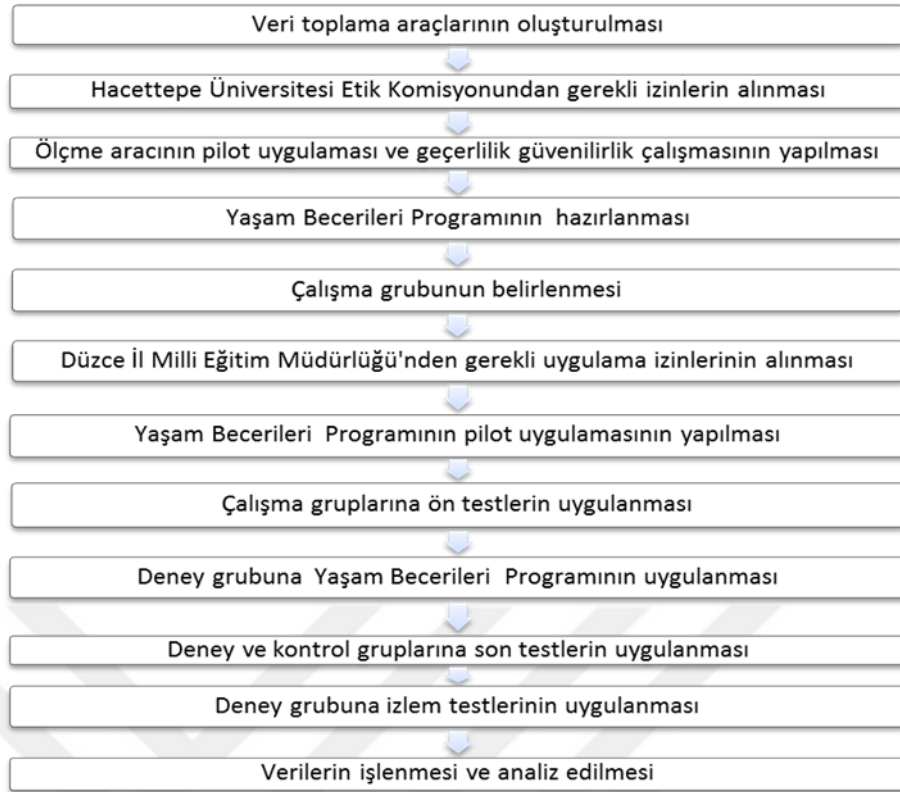 Veri toplama araçlarının oluşturulması
Hacettepe Üniversitesi Etik Komisyonundan gerekli izinlerin alınması
Ölçme aracının pilot uygulaması ve geçerlilik güvenilirlik çalışmasının yapılması
Yaşam Becerileri Programının hazırlanması
Çalışma grubunun belirlenmesi
Düzce İl Milli Eğitim Müdürlüğü'nden gerekli uygulama izinlerinin alınması
Yaşam Becerileri Programının pilot uygulamasının yapılması
Çalışma gruplarına ön testlerin uygulanması
Deney grubuna Yaşam Becerileri Programının uygulanması
Deney ve kontrol gruplarına son testlerin uygulanması
Deney grubuna izlem testlerinin uygulanması
Verilerin işlenmesi ve analiz edilmesi